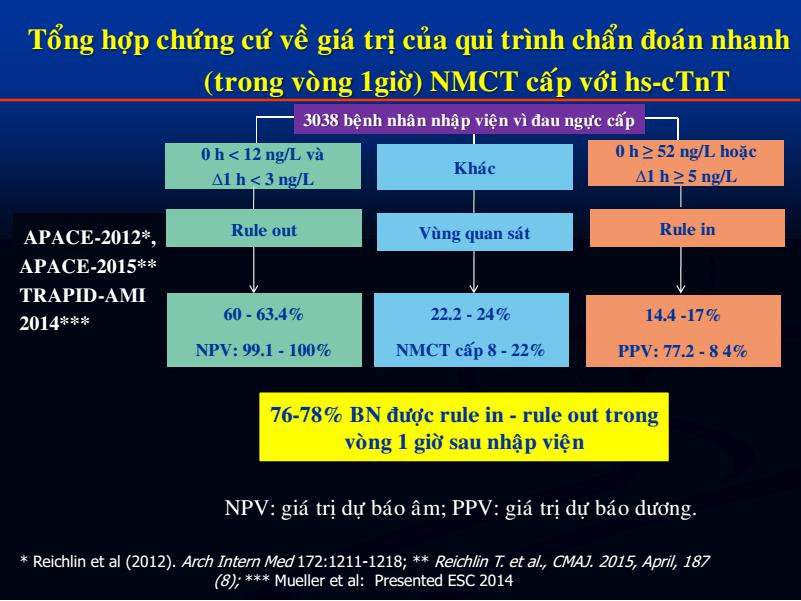 Tổng hợp chứng cứ về giá trị của qui trình chẩn đoán nhanh
(trong vòng 1giờ) NMCT cấp với hs-cTnT
3038 bệnh nhân nhập viện vì đau ngực cấp
0 h < 12 ng/L và
∆1 h < 3 ng/L
Khác
0 h ≥ 52 ng/L hoặc
∆1 h ≥ 5 ng/L
Rule out
Vùng quan sát
Rule in
APACE-2012*,
APACE-2015**
TRAPID-AMI
2014***
60 - 63.4%
NPV: 99.1 - 100%
22.2 - 24%
NMCT cấp 8 - 22%
14.4 -17%
PPV: 77.2 - 8 4%
76-78% BN được rule in - rule out trong
vòng 1 giờ sau nhập viện
NPV: giá trị dự báo âm; PPV: giá trị dự báo dương.
* Reichlin et al (2012). Arch Intern Med 172:1211-1218; ** Reichlin T. et al., CMAJ. 2015, April, 187
(8); *** Mueller et al: Presented ESC 2014